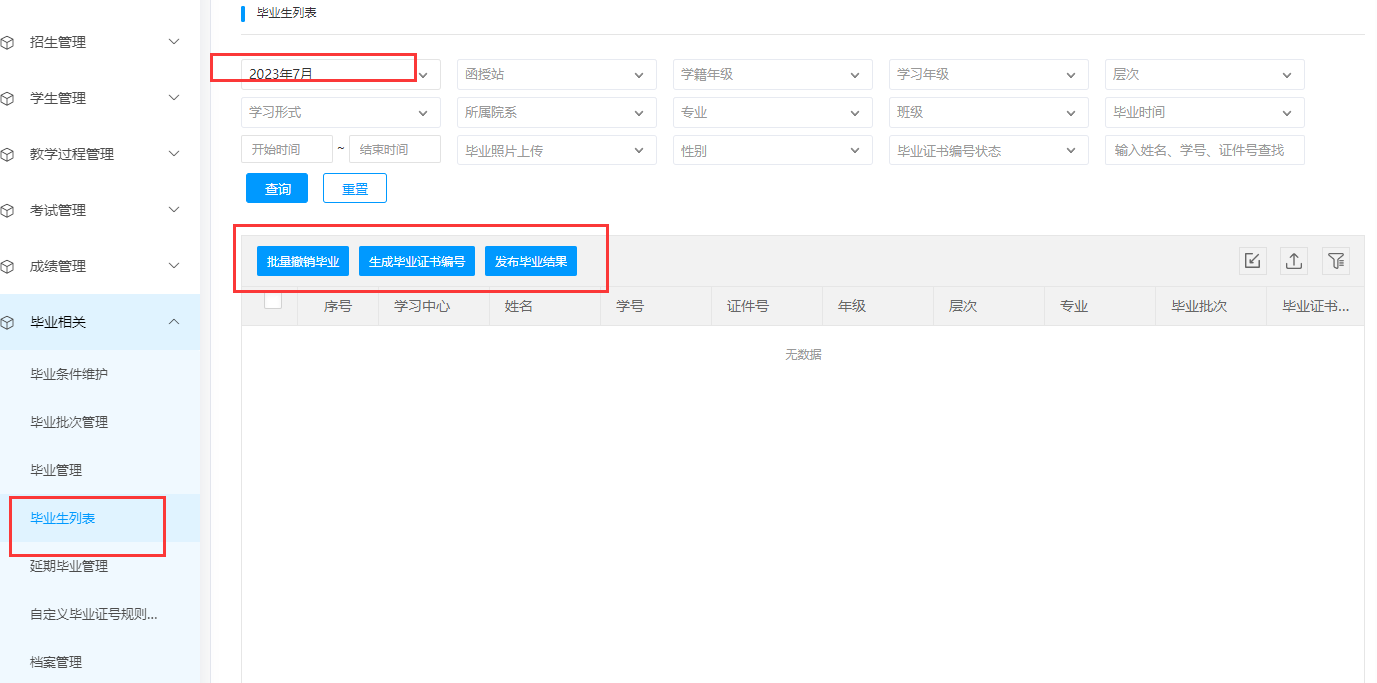 毕业生列表
招生管理
学生管理
教学过程管理
考试管理
成绩管理
毕业相关
毕业条件维护
毕业批次管理
毕业管理
毕业生列表
延期毕业管理
自定义毕业证号规则...
档案管理
2023年7月 函授站 学籍年级 学习年级 层次
学习形式 所属院系 专业 班级 毕业时间
开始时间 ~ 结束时间 毕业照片上传 性别 毕业证书编号状态 输入姓名、学号、证件号查找
查询 重置
批量撤销毕业 生成毕业证书编号 发布毕业结果
序号 学习中心 姓名 学号 证件号 年级 层次 专业 毕业批次 毕业证书...
无数据